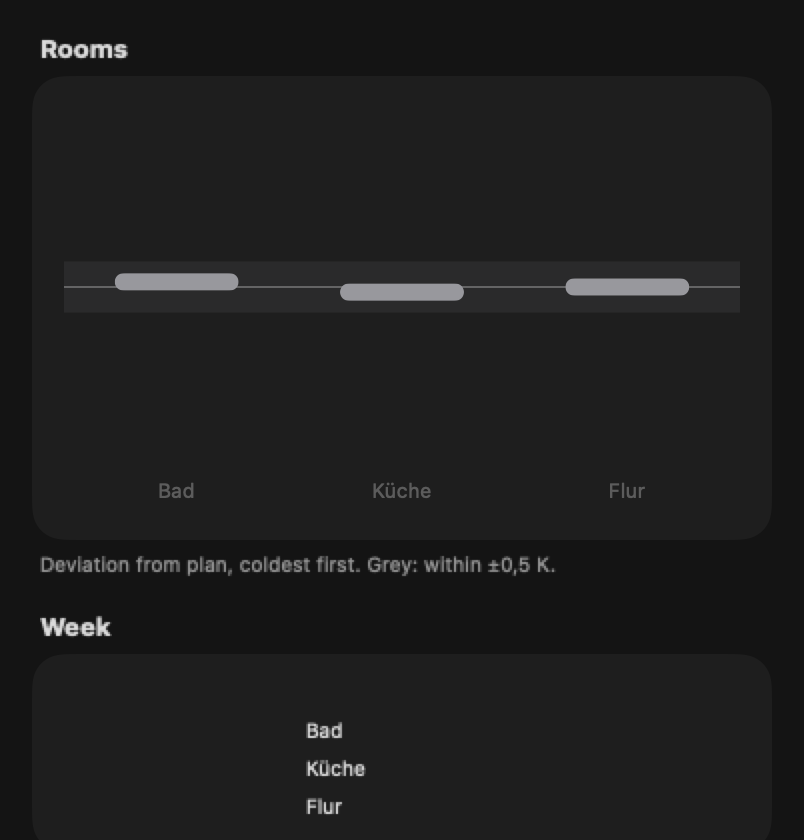 Rooms
Bad Küche Flur
Deviation from plan, coldest first. Grey: within ±0,5 K.
Week
Bad
Küche
Flur